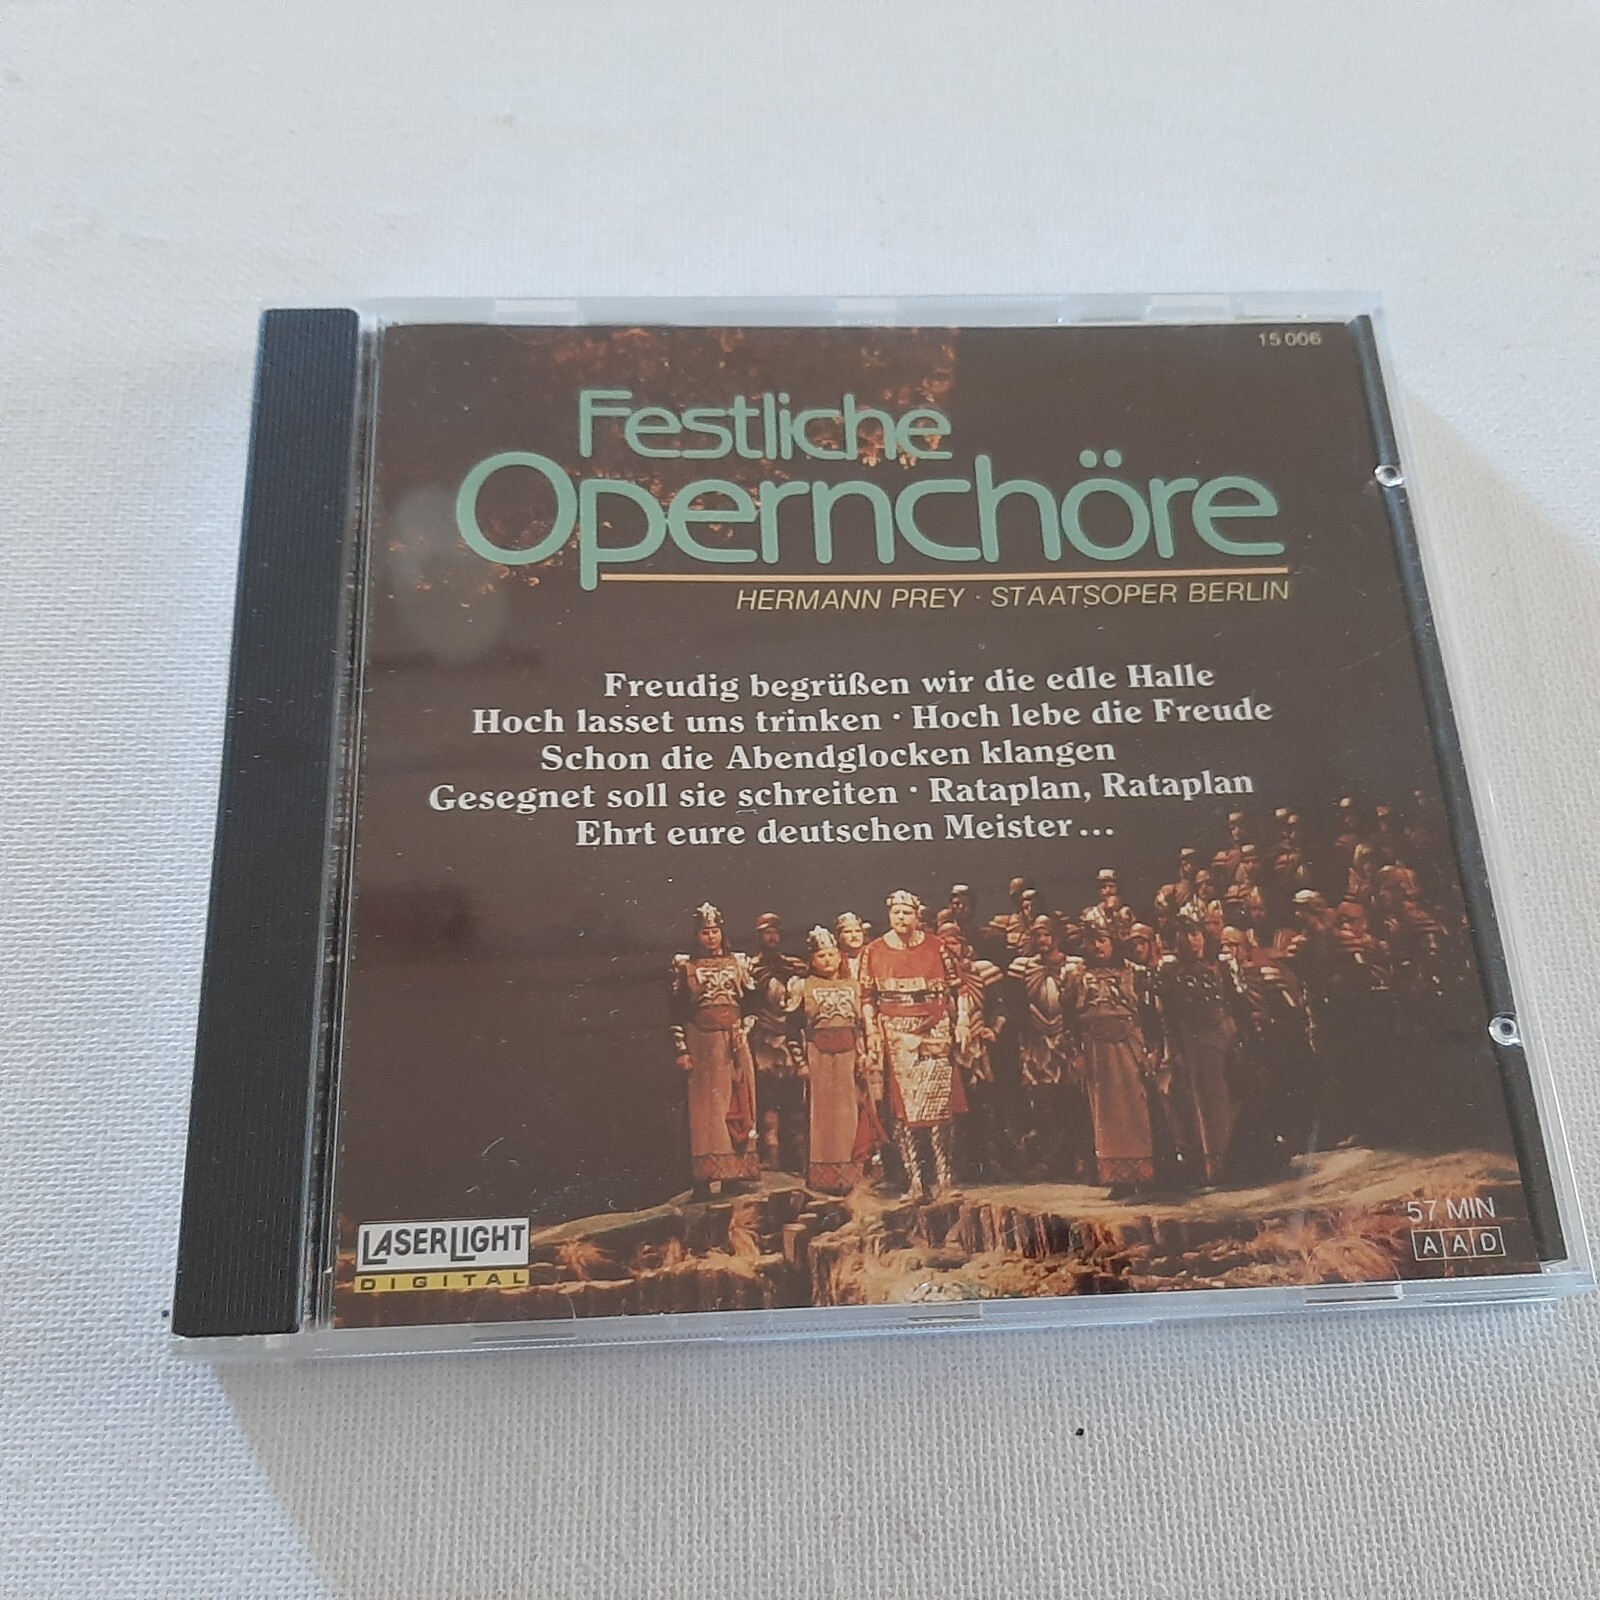 15 006
Festliche
Opernchöre
HERMANN PREY · STAATSOPER BERLIN
Freudig begrüßen wir die edle Halle
Hoch lasset uns trinken · Hoch lebe die Freude
Schon die Abendglocken klangen
Gesegnet soll sie schreiten · Rataplan, Rataplan
Ehrt eure deutschen Meister...
57 MIN
AAD
LASERLIGHT
DIGITAL